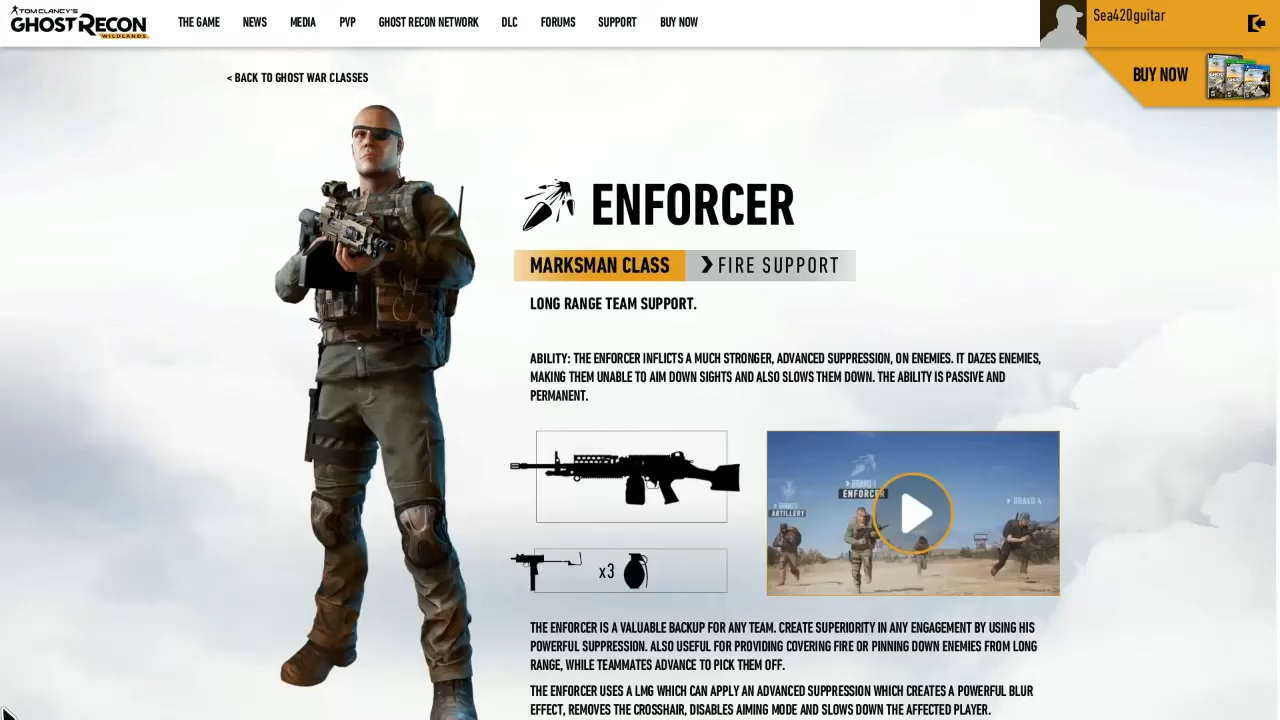 TOM CLANCY'S
GHOST RECON
WILDLANDS
THE GAME NEWS MEDIA PVP GHOST RECON NETWORK DLC FORUMS SUPPORT BUY NOW
Sea420guitar
BUY NOW
< BACK TO GHOST WAR CLASSES
ENFORCER
MARKSMAN CLASS ❯ FIRE SUPPORT
LONG RANGE TEAM SUPPORT.
ABILITY: THE ENFORCER INFLICTS A MUCH STRONGER, ADVANCED SUPPRESSION, ON ENEMIES. IT DAZES ENEMIES,
MAKING THEM UNABLE TO AIM DOWN SIGHTS AND ALSO SLOWS THEM DOWN. THE ABILITY IS PASSIVE AND
PERMANENT.
BRAVO 1
ENFORCER
BRAVO 4
ARTILLERY
x3
THE ENFORCER IS A VALUABLE BACKUP FOR ANY TEAM. CREATE SUPERIORITY IN ANY ENGAGEMENT BY USING HIS
POWERFUL SUPPRESSION. ALSO USEFUL FOR PROVIDING COVERING FIRE OR PINNING DOWN ENEMIES FROM LONG
RANGE, WHILE TEAMMATES ADVANCE TO PICK THEM OFF.
THE ENFORCER USES A LMG WHICH CAN APPLY AN ADVANCED SUPPRESSION WHICH CREATES A POWERFUL BLUR
EFFECT, REMOVES THE CROSSHAIR, DISABLES AIMING MODE AND SLOWS DOWN THE AFFECTED PLAYER.